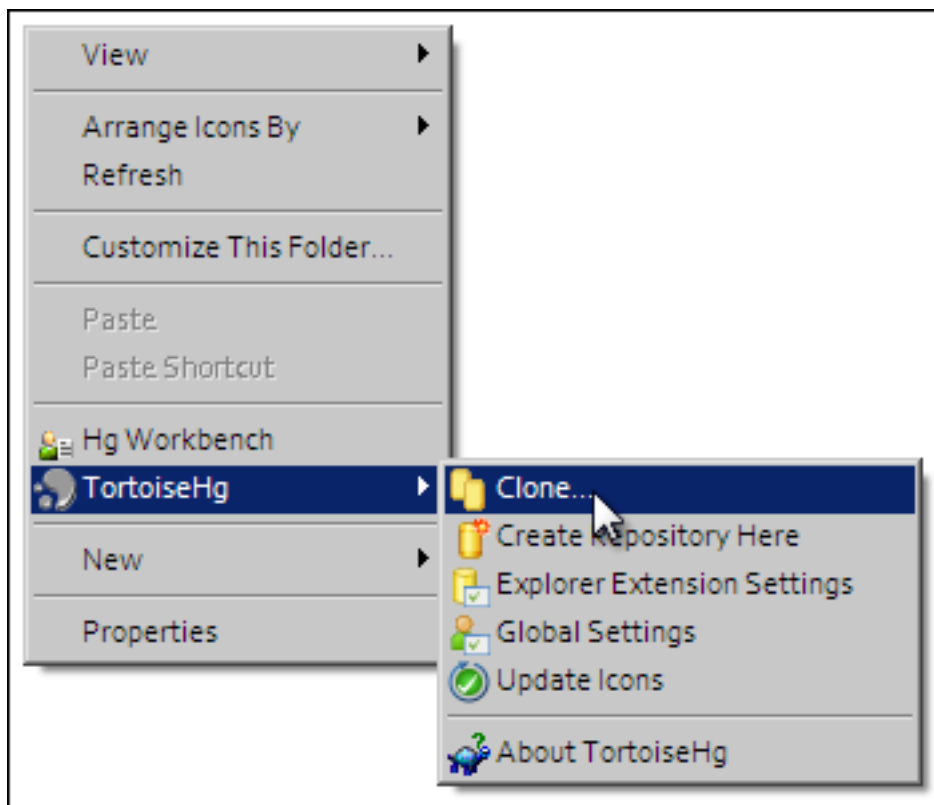 View
Arrange Icons By
Refresh
Customize This Folder...
Paste
Paste Shortcut
Hg Workbench
TortoiseHg
New
Properties
Clone...
Create Repository Here
Explorer Extension Settings
Global Settings
Update Icons
About TortoiseHg